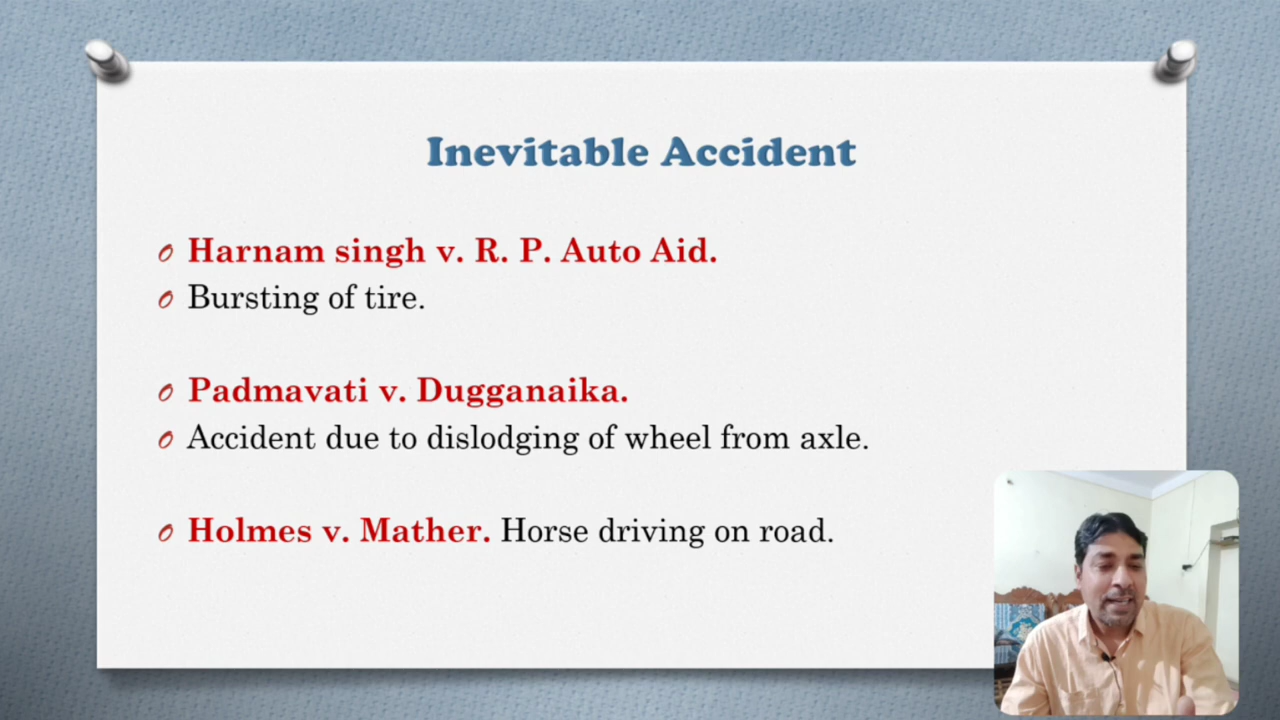 Inevitable Accident
Harnam singh v. R. P. Auto Aid.
Bursting of tire.
Padmavati v. Dugganaika.
Accident due to dislodging of wheel from axle.
Holmes v. Mather. Horse driving on road.